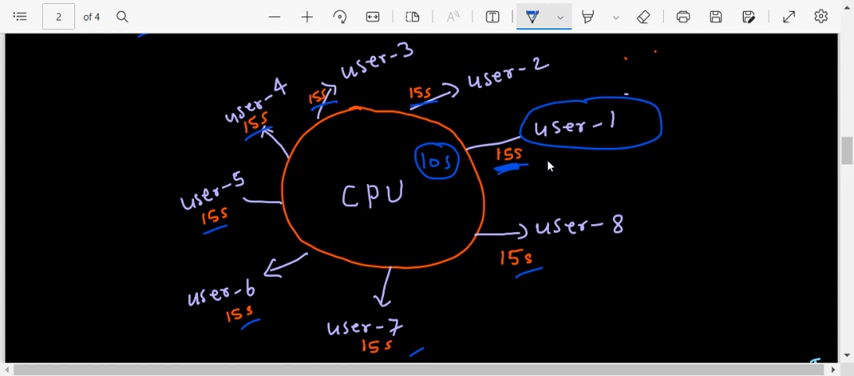 2 of 4
user-3
15s
user-2
15s
user-4
15s
user-1
15s
10s
CPU
user-5
15s
user-8
15s
user-6
15s
user-7
15s